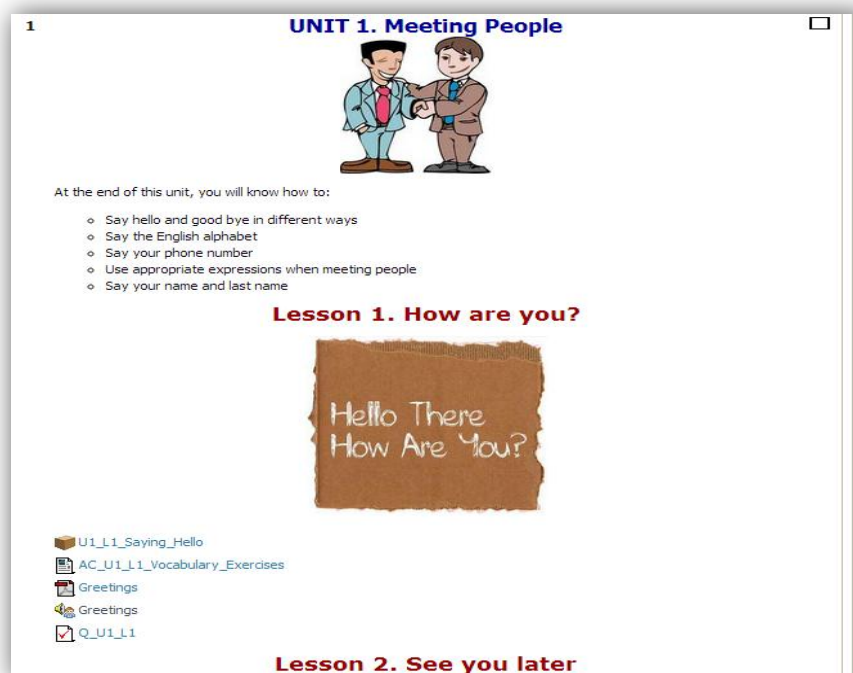 1
UNIT 1. Meeting People
At the end of this unit, you will know how to:
Say hello and good bye in different ways
Say the English alphabet
Say your phone number
Use appropriate expressions when meeting people
Say your name and last name
Lesson 1. How are you?
Hello There
How Are You?
U1_L1_Saying_Hello
AC_U1_L1_Vocabulary_Exercises
Greetings
Greetings
Q_U1_L1
Lesson 2. See you later